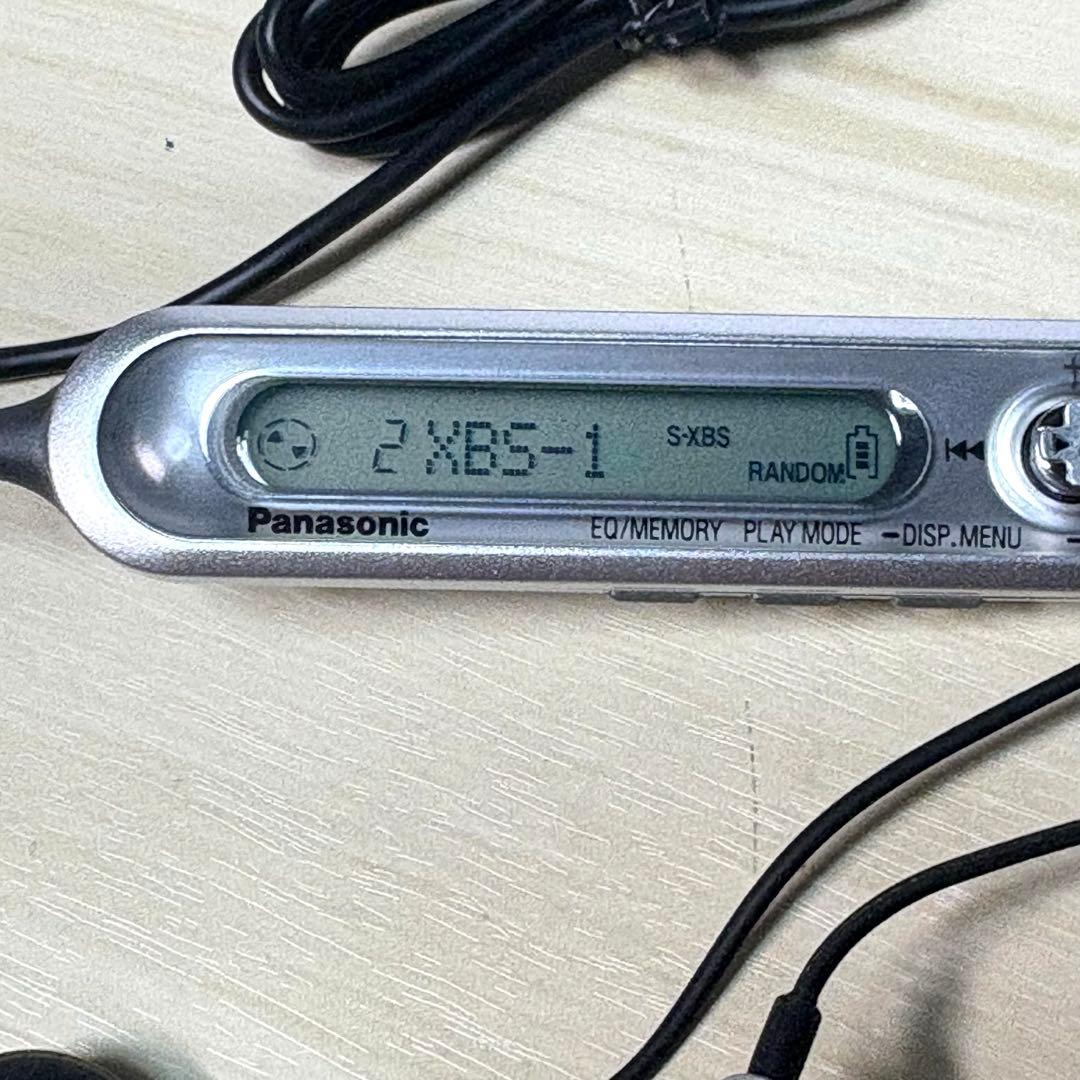 2 XBS-1 S-XBS
RANDOM
Panasonic EQ/MEMORY PLAY MODE −DISP.MENU